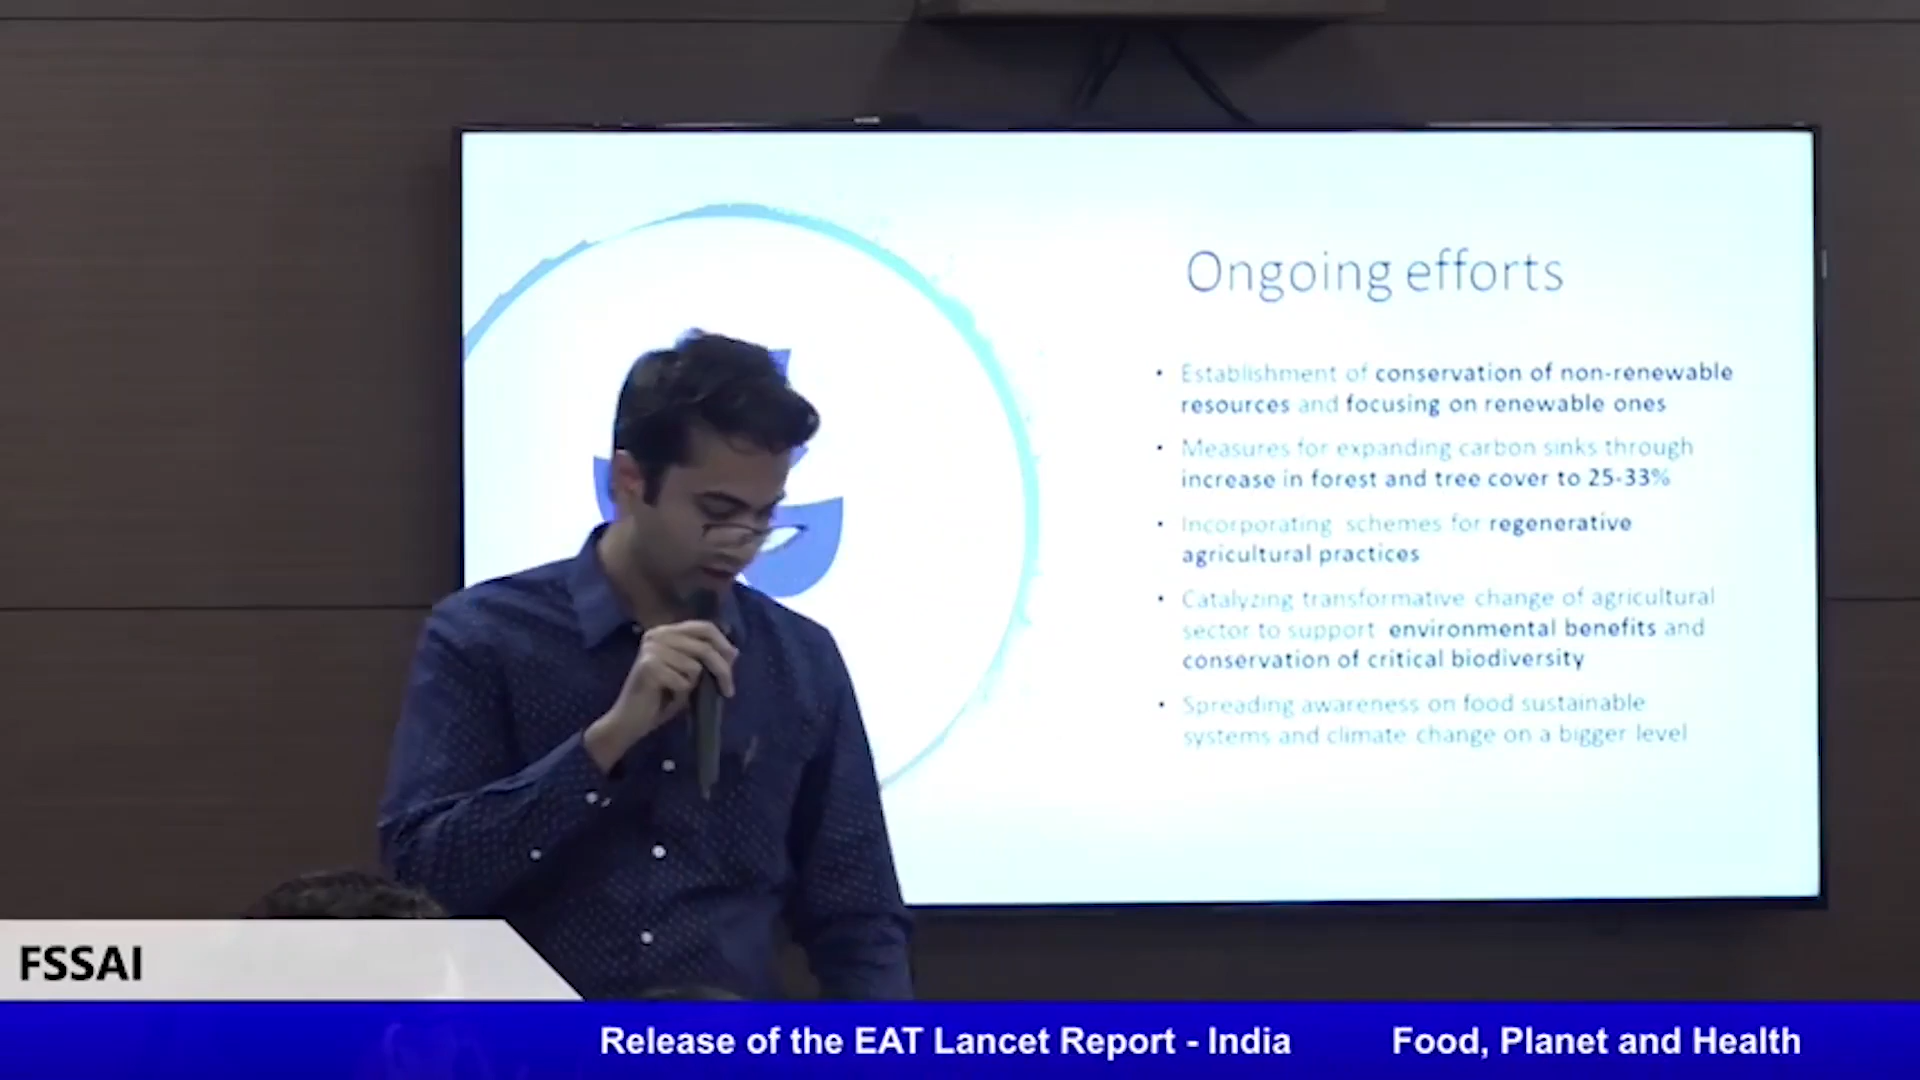 Ongoing efforts
• Establishment of conservation of non-renewable
resources and focusing on renewable ones
• Measures for expanding carbon sinks through
increase in forest and tree cover to 25-33%
• Incorporating schemes for regenerative
agricultural practices
• Catalyzing transformative change of agricultural
sector to support environmental benefits and
conservation of critical biodiversity
• Spreading awareness on food sustainable
systems and climate change on a bigger level
FSSAI
Release of the EAT Lancet Report - India Food, Planet and Health